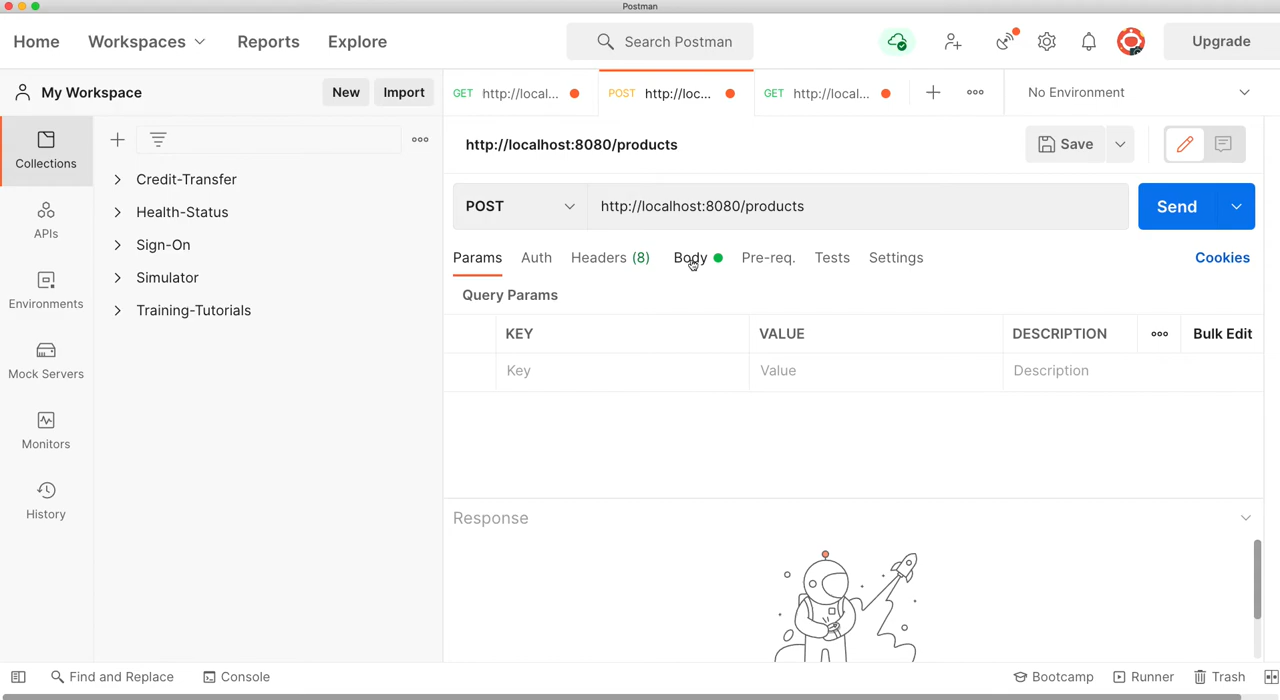 Postman
Home Workspaces Reports Explore Search Postman Upgrade
My Workspace New Import
GET http://local... POST http://loc... GET http://local... No Environment
Collections
APIs
Environments
Mock Servers
Monitors
History
Credit-Transfer
Health-Status
Sign-On
Simulator
Training-Tutorials
http://localhost:8080/products Save
POST http://localhost:8080/products Send
Params Auth Headers (8) Body Pre-req. Tests Settings Cookies
Query Params
KEY VALUE DESCRIPTION Bulk Edit
Key Value Description
Response
Find and Replace Console Bootcamp Runner Trash